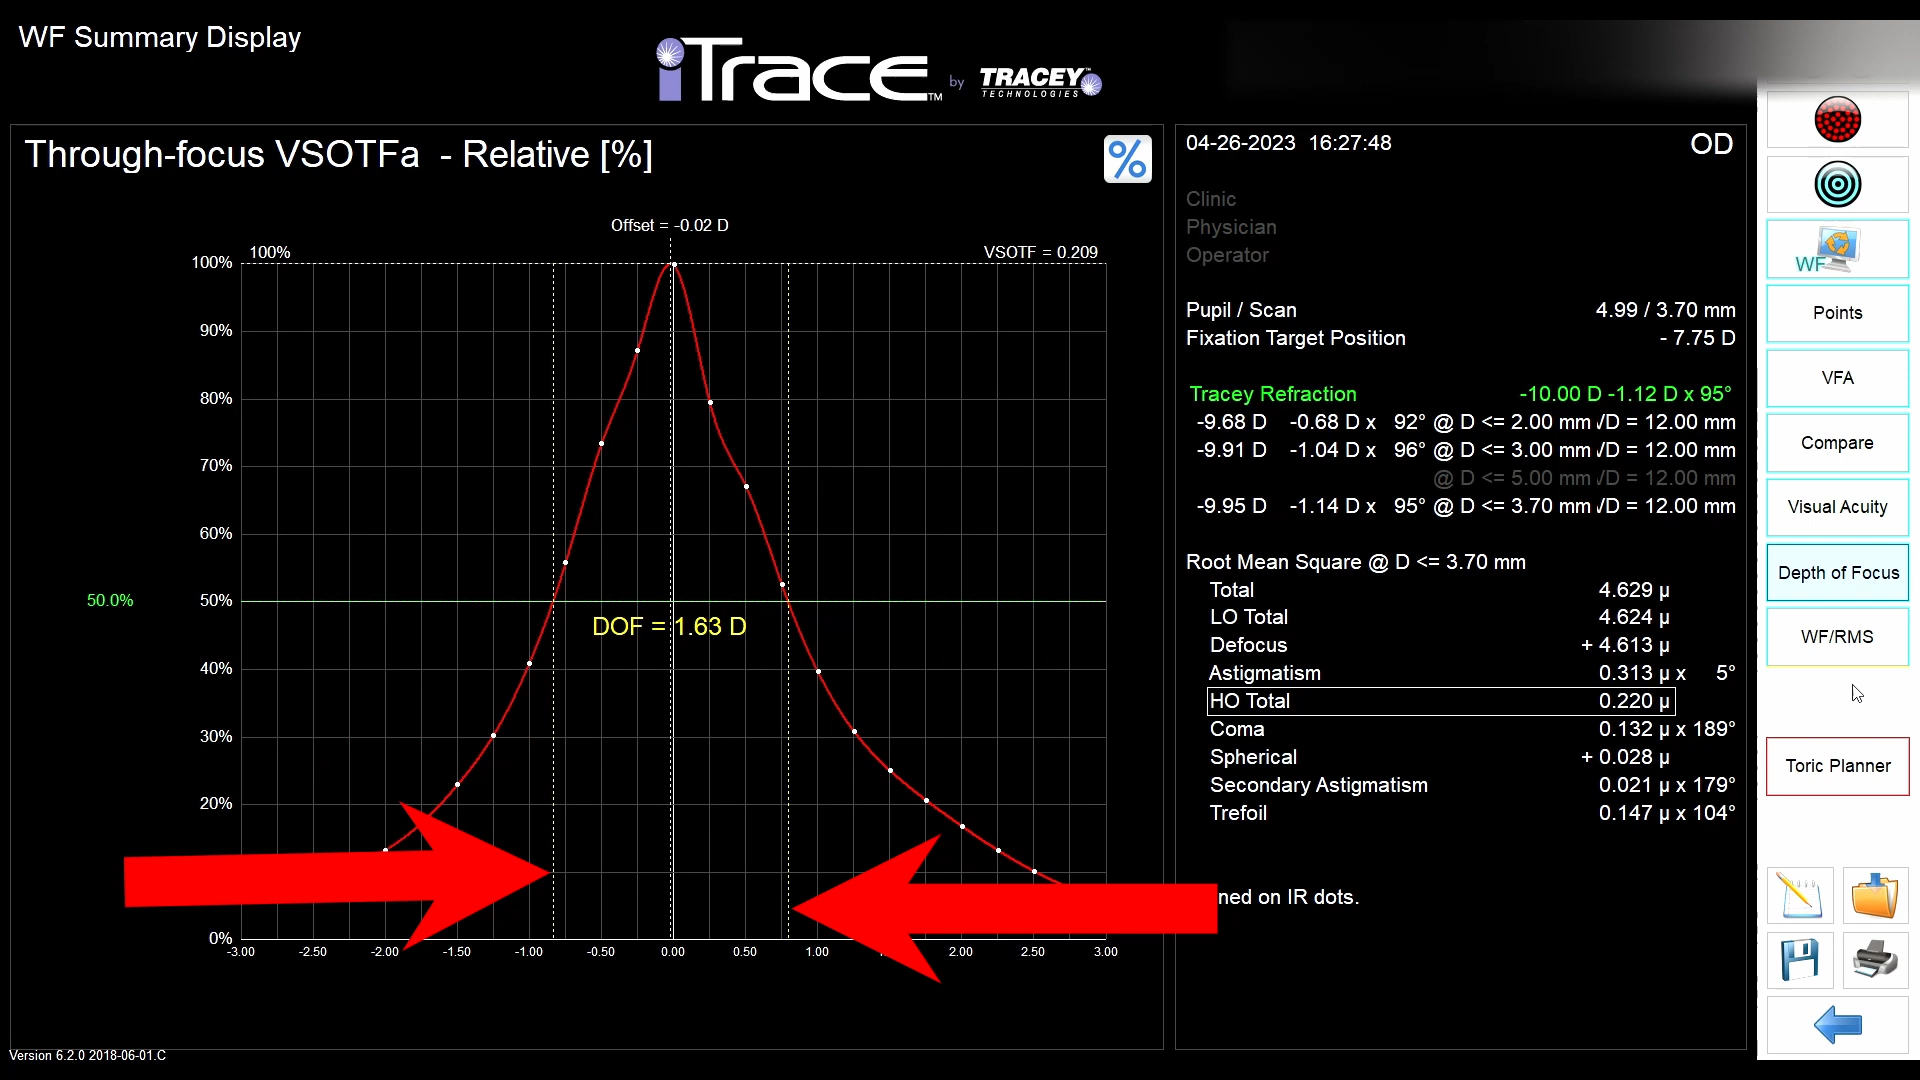 WF Summary Display
iTrace™ by TRACEY™
TECHNOLOGIES
Through-focus VSOTFa - Relative [%]
%
Offset = -0.02 D
100%
VSOTF = 0.209
100%
90%
80%
70%
60%
50%
40%
30%
20%
0%
50.0%
DOF = 1.63 D
-3.00 -2.50 -2.00 -1.50 -1.00 -0.50 0.00 0.50 1.00 2.00 2.50 3.00
Version 6.2.0 2018-06-01.C
04-26-2023 16:27:48 OD
Clinic
Physician
Operator
Pupil / Scan 4.99 / 3.70 mm
Fixation Target Position - 7.75 D
Tracey Refraction -10.00 D -1.12 D x 95°
-9.68 D -0.68 D x 92° @ D <= 2.00 mm /D = 12.00 mm
-9.91 D -1.04 D x 96° @ D <= 3.00 mm /D = 12.00 mm
@ D <= 5.00 mm /D = 12.00 mm
-9.95 D -1.14 D x 95° @ D <= 3.70 mm /D = 12.00 mm
Root Mean Square @ D <= 3.70 mm
Total 4.629 µ
LO Total 4.624 µ
Defocus + 4.613 µ
Astigmatism 0.313 µ x 5°
HO Total 0.220 µ
Coma 0.132 µ x 189°
Spherical + 0.028 µ
Secondary Astigmatism 0.021 µ x 179°
Trefoil 0.147 µ x 104°
ned on IR dots.
WF
Points
VFA
Compare
Visual Acuity
Depth of Focus
WF/RMS
Toric Planner